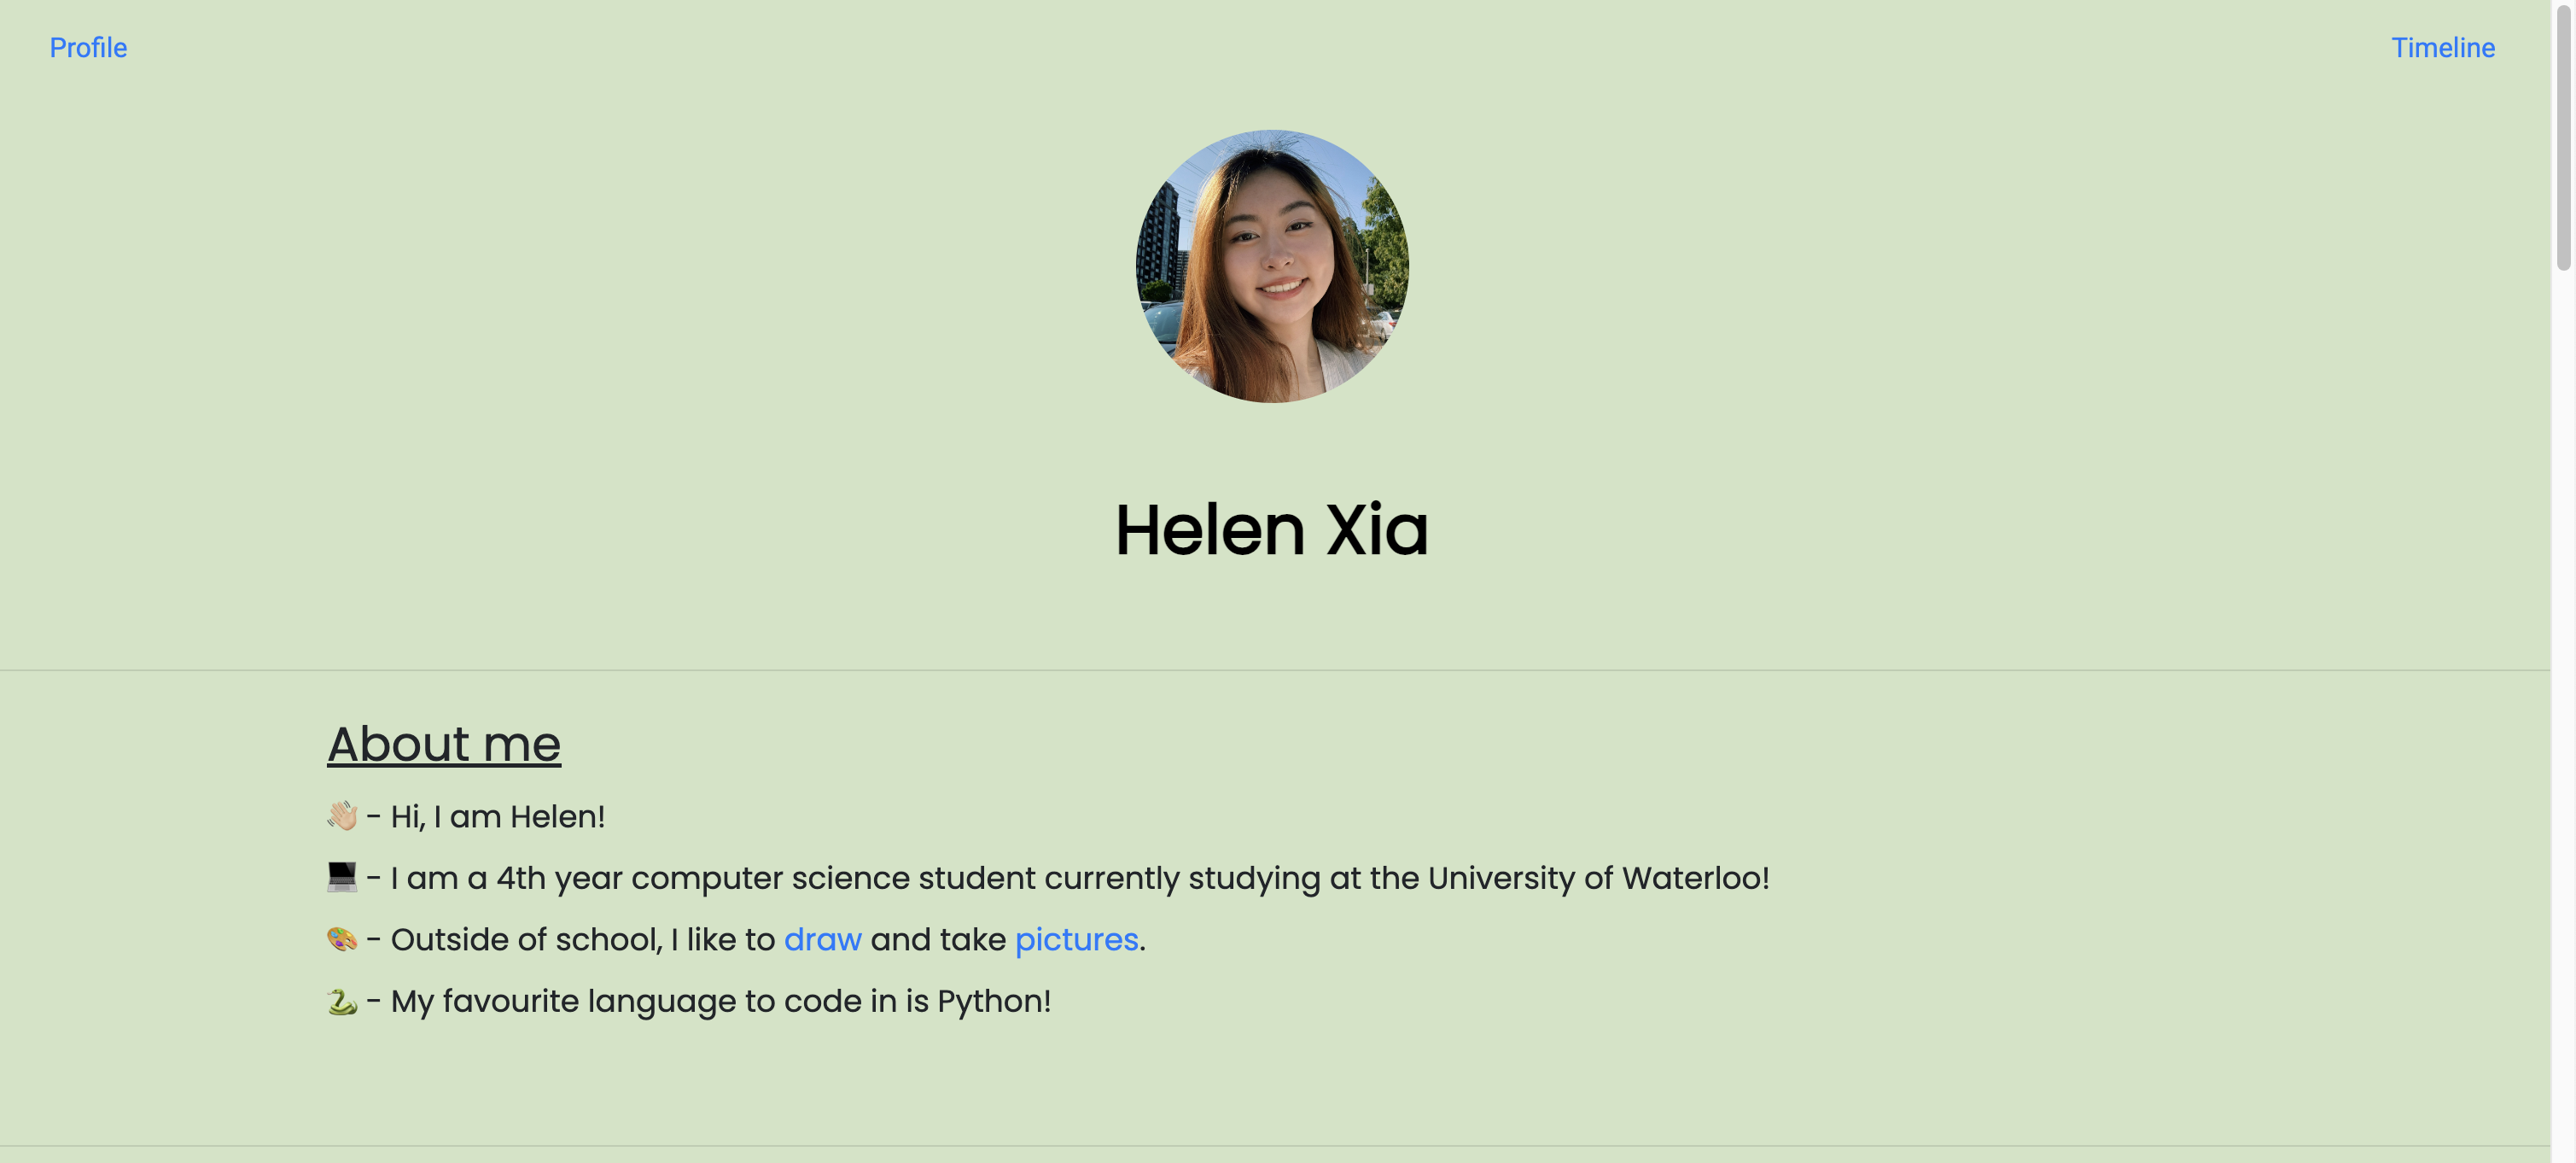 Profile
Timeline
Helen Xia
About me
👋🏼 - Hi, I am Helen!
💻 - I am a 4th year computer science student currently studying at the University of Waterloo!
🎨 - Outside of school, I like to draw and take pictures.
🐍 - My favourite language to code in is Python!